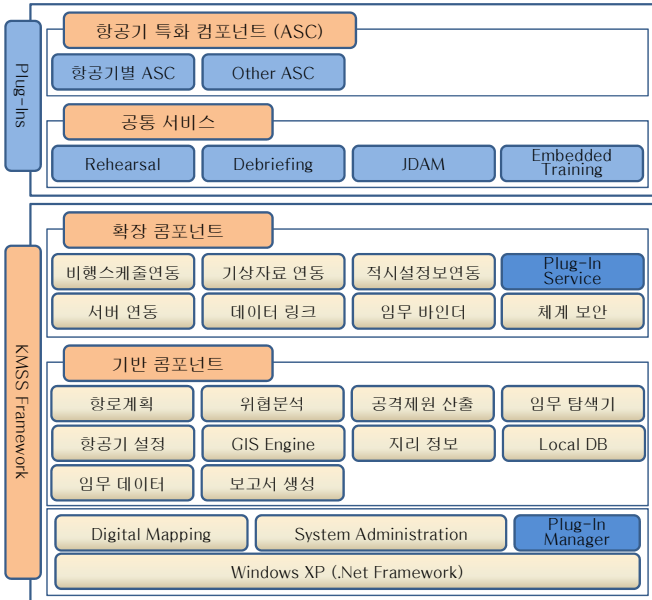 Plug-Ins
항공기 특화 컴포넌트 (ASC)
항공기별 ASC
Other ASC
공통 서비스
Rehearsal
Debriefing
JDAM
Embedded
Training
KMSS Framework
확장 콤포넌트
비행스케줄연동
기상자료 연동
적시설정보연동
Plug-In
Service
서버 연동
데이터 링크
임무 바인더
체계 보안
기반 콤포넌트
항로계획
위협분석
공격제원 산출
임무 탐색기
항공기 설정
GIS Engine
지리 정보
Local DB
임무 데이터
보고서 생성
Digital Mapping
System Administration
Plug-In
Manager
Windows XP (.Net Framework)